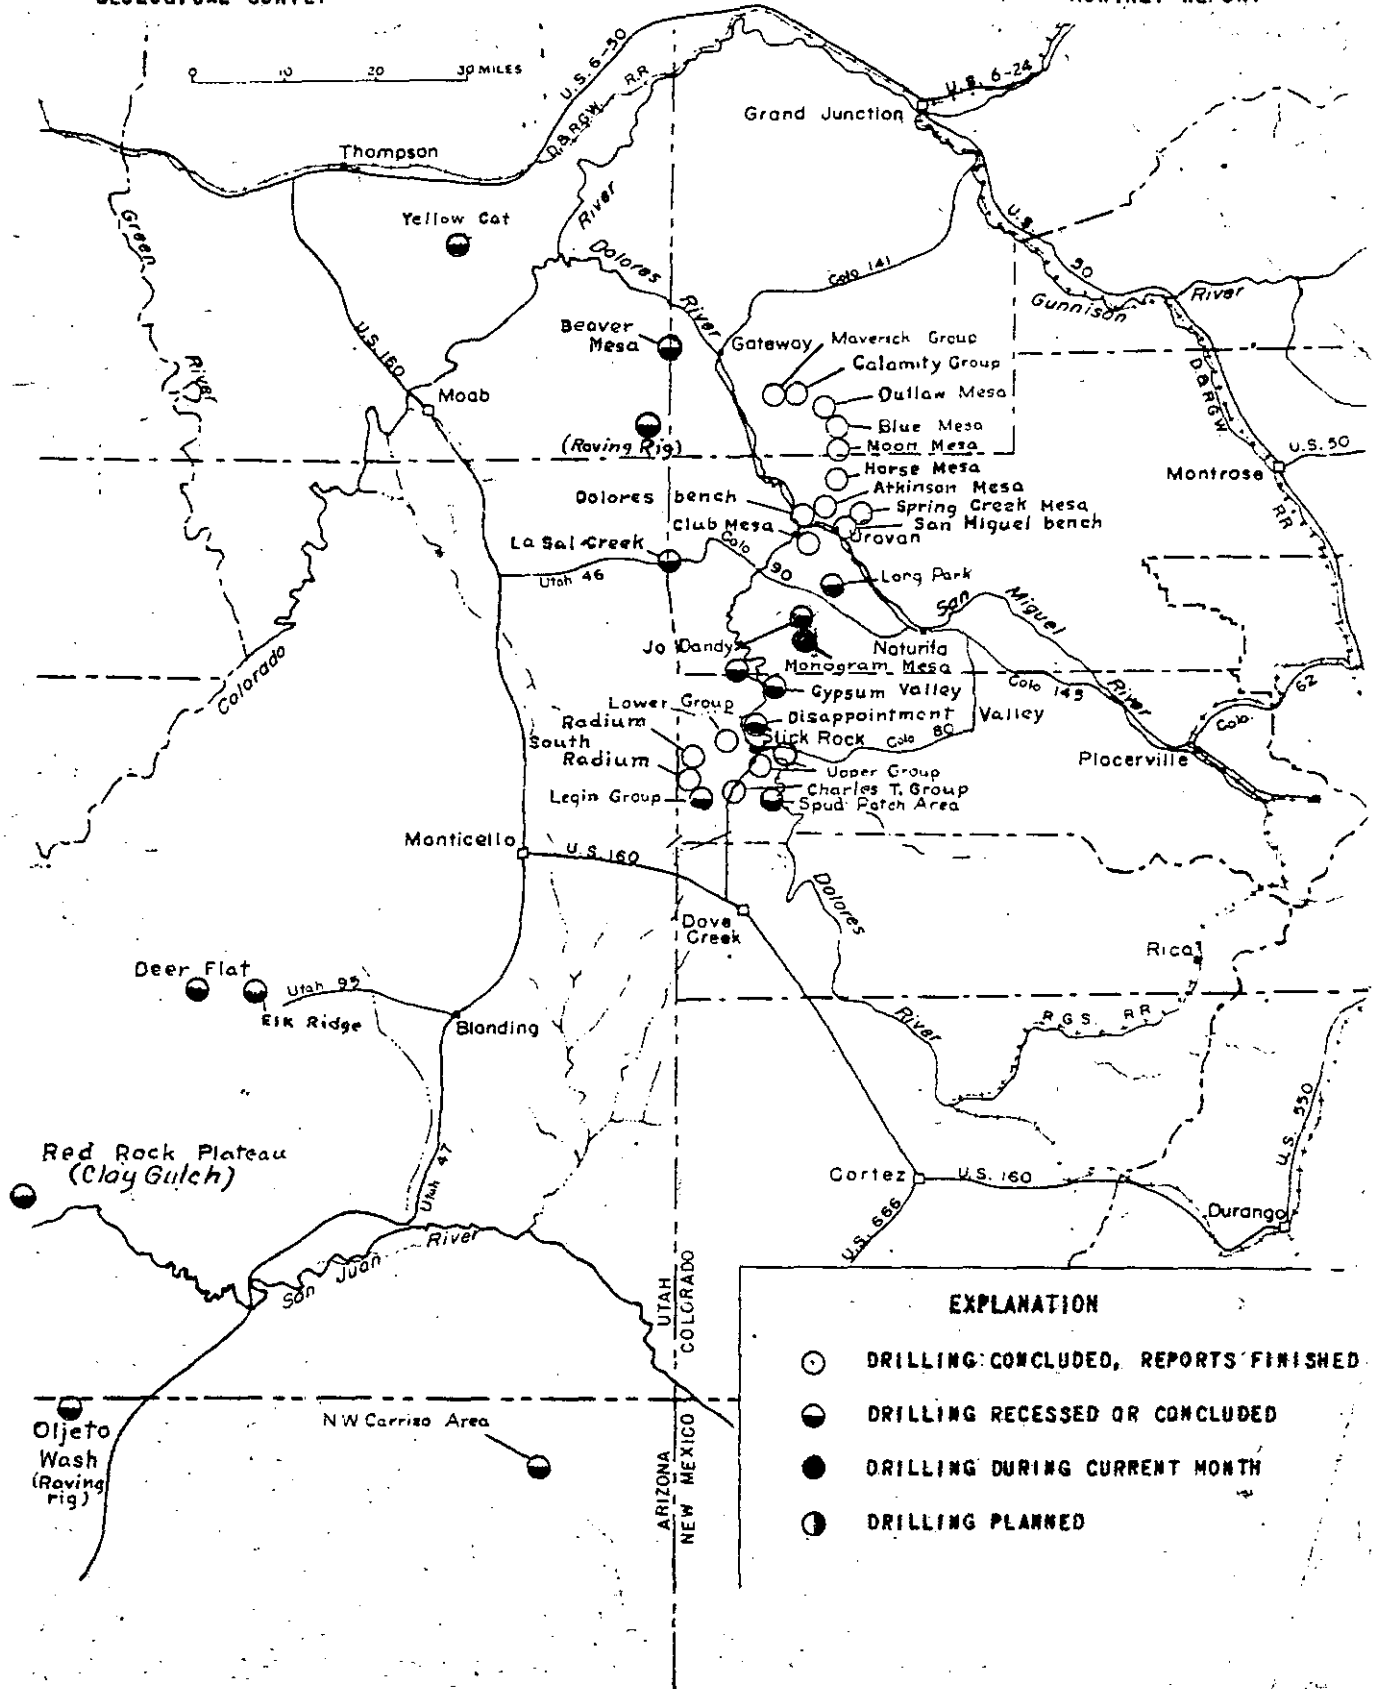 GEOLOGICAL SURVEY
MONTHLY REPORT
0 10 20 30 MILES
U.S. 6-50
D.&R.G.W. R.R
U.S. 6-24
Grand Junction
Thompson
Yellow Cat
Green
River
River
Dolores
River
Colo 141
U.S.
50
Gunnison
River
U.S. 160
Beaver
Mesa
Gateway
Maverick Group
Calamity Group
Outlaw Mesa
Blue Mesa
Moon Mesa
Horse Mesa
Atkinson Mesa
Spring Creek Mesa
San Miguel bench
Moab
(Roving Rig)
D.&R.G.W.
RR
Montrose
U.S. 50
Dolores bench
Club Mesa
Uravan
La Sal Creek
Utah 46
Colo
90
Long Park
San
Miguel
River
Jo Dandy
Naturita
Monogram Mesa
Colo 145
Colorado
Gypsum Valley
Lower Group
Disappointment
Valley
Radium
South
Radium
Slick Rock
Colo 80
Colo.
62
Placerville
Upper Group
Legin Group
Charles T. Group
Spud Patch Area
Monticello
U.S. 160
Dove
Creek
Dolores
River
Rico
Deer Flat
Elk Ridge
Utah 95
Blanding
R.G.S. RR
U.S. 550
Red Rock Plateau
(Clay Gulch)
Utah 47
Cortez
U.S. 160
U.S. 666
Durango
San Juan River
UTAH
COLORADO
Oljeto
Wash
(Roving
rig)
NW Carriso Area
ARIZONA
NEW MEXICO
EXPLANATION
DRILLING CONCLUDED, REPORTS FINISHED
DRILLING RECESSED OR CONCLUDED
DRILLING DURING CURRENT MONTH
DRILLING PLANNED